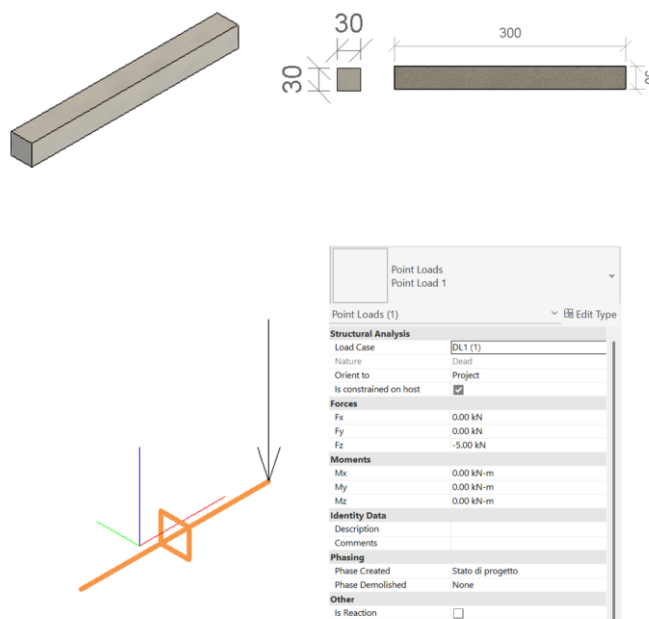 30
300
30
Point Loads
Point Load 1
Point Loads (1)
Edit Type
Structural Analysis
Load Case DL1 (1)
Nature Dead
Orient to Project
Is constrained on host
Forces
Fx 0.00 kN
Fy 0.00 kN
Fz -5.00 kN
Moments
Mx 0.00 kN-m
My 0.00 kN-m
Mz 0.00 kN-m
Identity Data
Description
Comments
Phasing
Phase Created Stato di progetto
Phase Demolished None
Other
Is Reaction